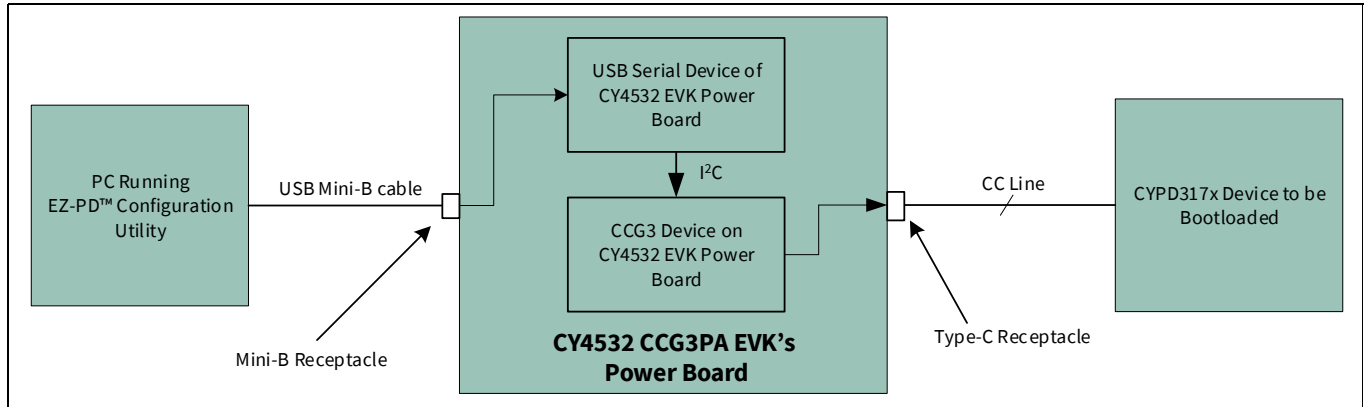 PC Running
EZ-PD™ Configuration
Utility
USB Mini-B cable
Mini-B Receptacle
USB Serial Device of
CY4532 EVK Power
Board
I²C
CCG3 Device on
CY4532 EVK Power
Board
CY4532 CCG3PA EVK’s
Power Board
CC Line
Type-C Receptacle
CYPD317x Device to be
Bootloaded